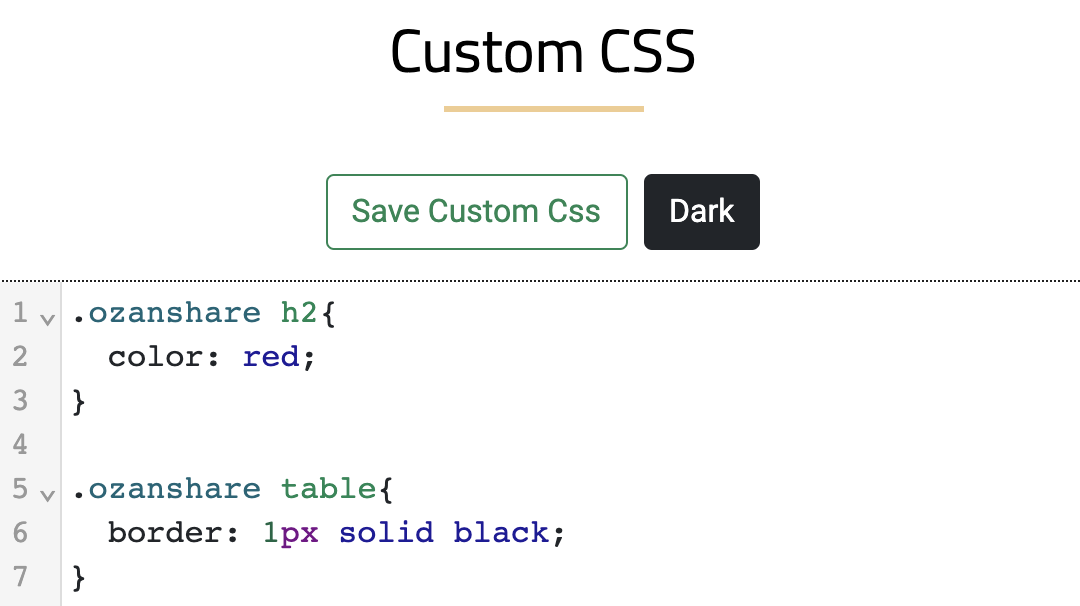 Custom CSS
Save Custom Css
Dark
1 .ozanshare h2{
2   color: red;
3 }
4
5 .ozanshare table{
6   border: 1px solid black;
7 }